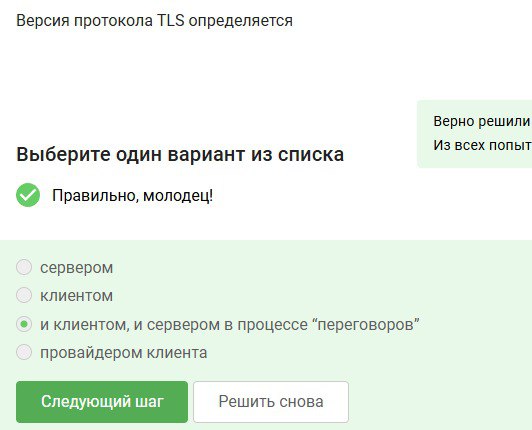 Версия протокола TLS определяется
Верно решили
Из всех попыт
Выберите один вариант из списка
Правильно, молодец!
сервером
клиентом
и клиентом, и сервером в процессе “переговоров”
провайдером клиента
Следующий шаг
Решить снова